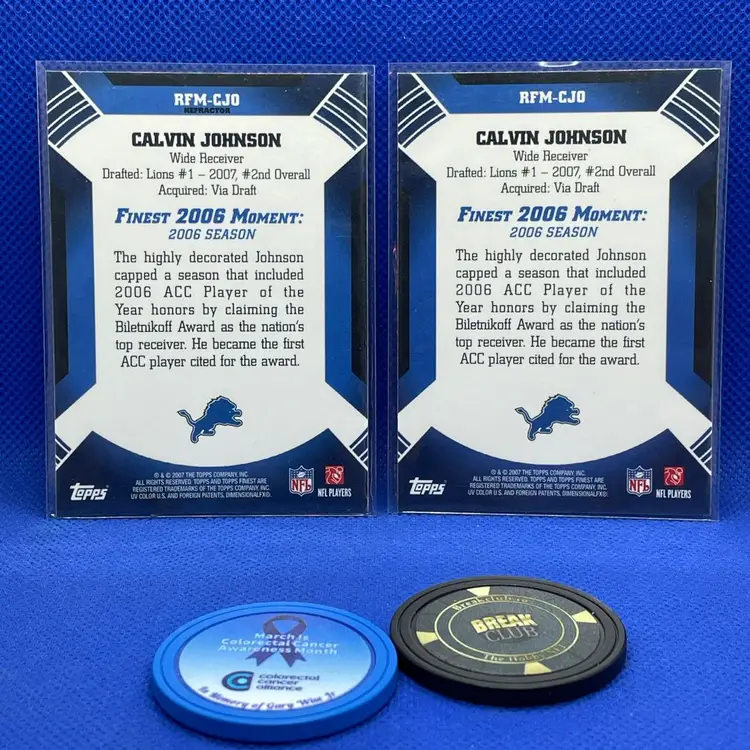 RFM-CJO
REFRACTOR
CALVIN JOHNSON
Wide Receiver
Drafted: Lions #1 – 2007, #2nd Overall
Acquired: Via Draft
FINEST 2006 MOMENT:
2006 SEASON
The highly decorated Johnson
capped a season that included
2006 ACC Player of the
Year honors by claiming the
Biletnikoff Award as the nation's
top receiver. He became the first
ACC player cited for the award.
® & © 2007 THE TOPPS COMPANY, INC.
ALL RIGHTS RESERVED. TOPPS AND TOPPS FINEST ARE
REGISTERED TRADEMARKS OF THE TOPPS COMPANY, INC.
UV COLOR U.S. AND FOREIGN PATENTS, DIMENSIONALFX®.
Topps
NFL
NFL PLAYERS
RFM-CJO
CALVIN JOHNSON
Wide Receiver
Drafted: Lions #1 – 2007, #2nd Overall
Acquired: Via Draft
FINEST 2006 MOMENT:
2006 SEASON
The highly decorated Johnson
capped a season that included
2006 ACC Player of the
Year honors by claiming the
Biletnikoff Award as the nation's
top receiver. He became the first
ACC player cited for the award.
® & © 2007 THE TOPPS COMPANY, INC.
ALL RIGHTS RESERVED. TOPPS AND TOPPS FINEST ARE
REGISTERED TRADEMARKS OF THE TOPPS COMPANY, INC.
UV COLOR U.S. AND FOREIGN PATENTS, DIMENSIONALFX®.
Topps
NFL
NFL PLAYERS
March is
Colorectal Cancer
Awareness Month
colorectal
cancer
alliance
In Memory of Gary Wise Jr
BREAK
CLUB
The Hobby